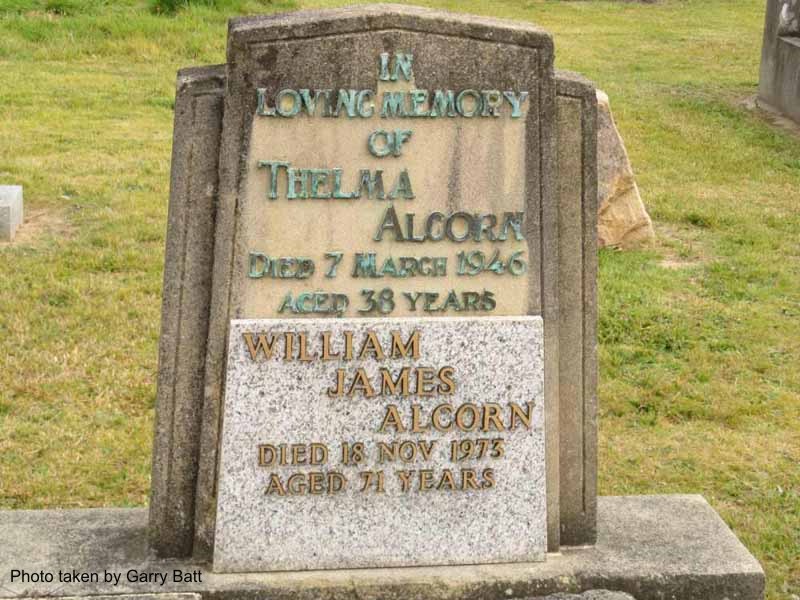 IN
LOVING MEMORY
OF
THELMA
ALCORN
DIED 7 MARCH 1946
AGED 38 YEARS
WILLIAM
JAMES
ALCORN
DIED 18 NOV 1973
AGED 71 YEARS
Photo taken by Garry Batt